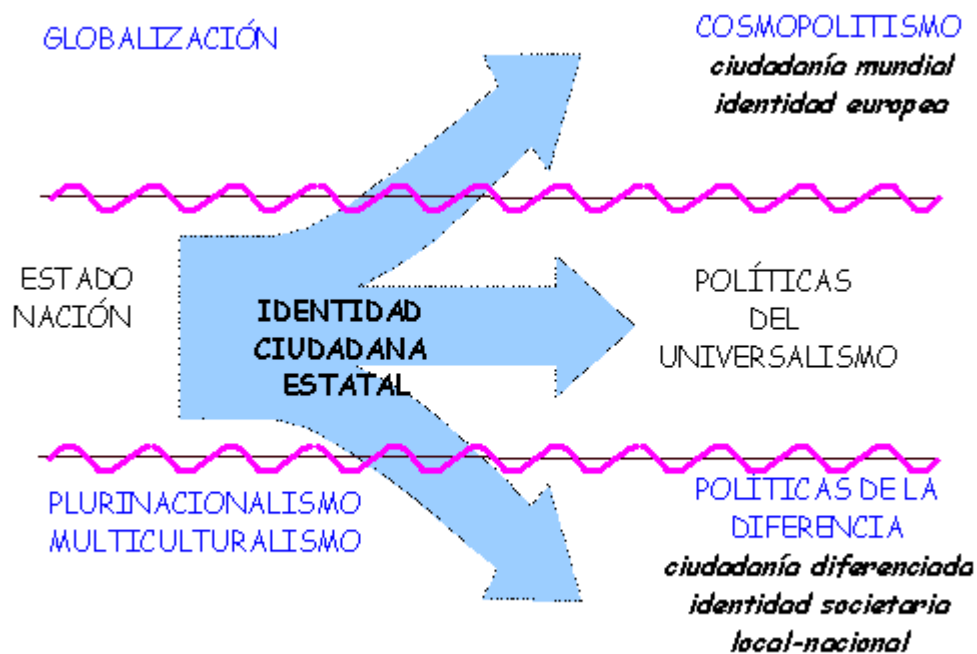 GLOBALIZACIÓN
COSMOPOLITISMO
ciudadanía mundial
identidad europea
ESTADO
NACIÓN
IDENTIDAD
CIUDADANA
ESTATAL
POLÍTICAS
DEL
UNIVERSALISMO
PLURINACIONALISMO
MULTICULTURALISMO
POLÍTICAS DE LA
DIFERENCIA
ciudadanía diferenciada
identidad societaria
local-nacional